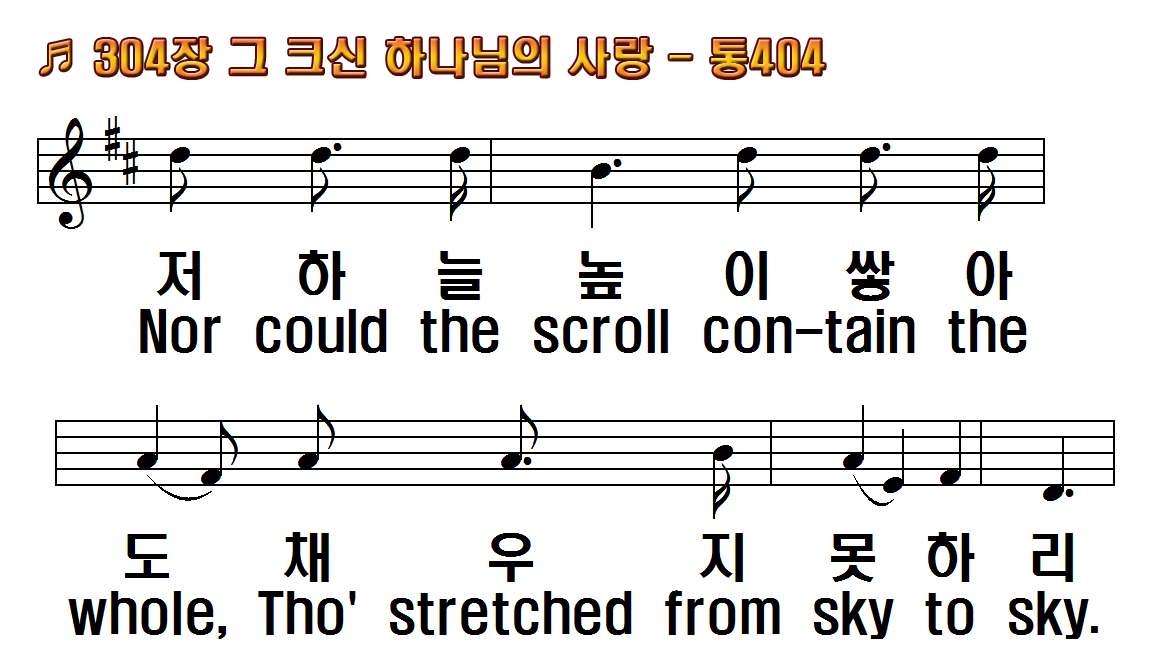 ♬ 304장 그 크신 하나님의 사랑 - 통404
저 하 늘 높 이 쌓 아
Nor could the scroll con-tain the
도 채 우 지 못 하 리
whole, Tho' stretched from sky to sky.